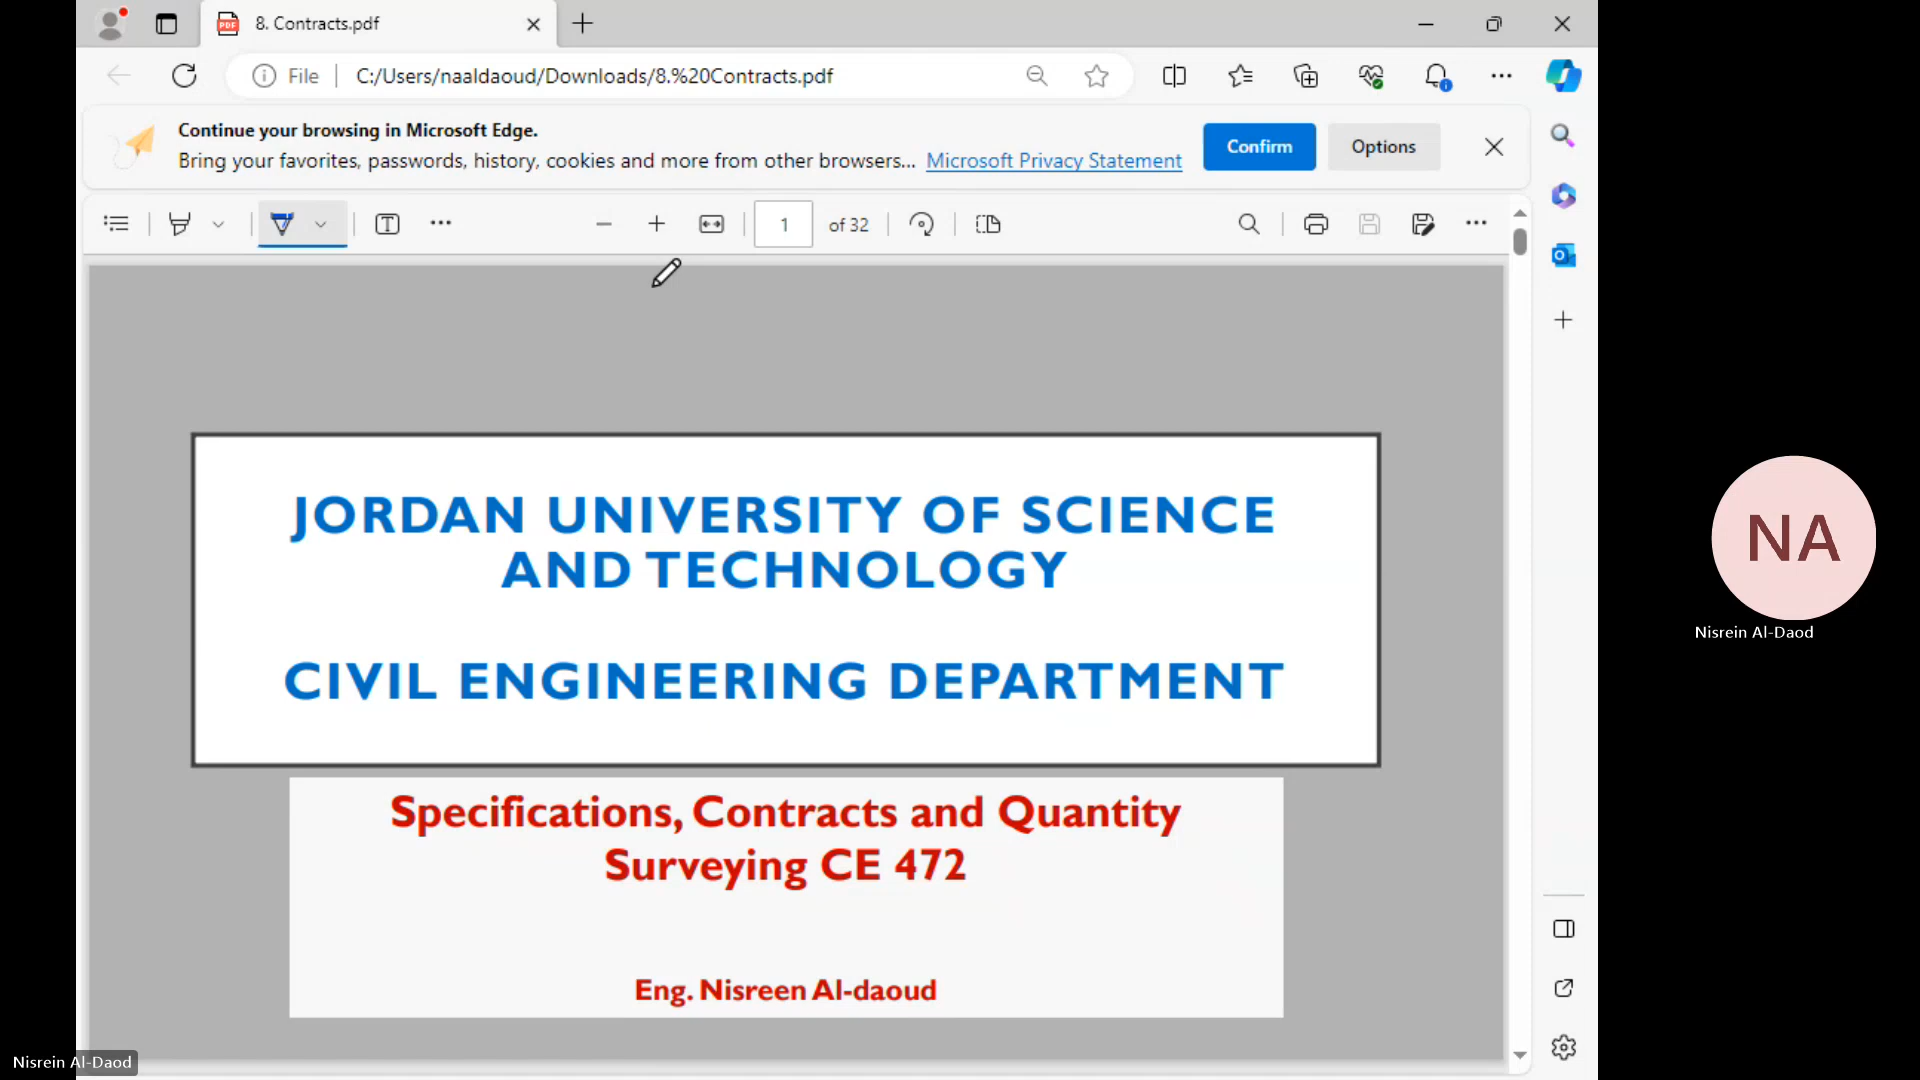 8. Contracts.pdf
File
C:/Users/naaldaoud/Downloads/8.%20Contracts.pdf
Continue your browsing in Microsoft Edge.
Bring your favorites, passwords, history, cookies and more from other browsers... Microsoft Privacy Statement
Confirm
Options
1 of 32
JORDAN UNIVERSITY OF SCIENCE
AND TECHNOLOGY
CIVIL ENGINEERING DEPARTMENT
Specifications, Contracts and Quantity
Surveying CE 472
Eng. Nisreen Al-daoud
NA
Nisrein Al-Daod
Nisrein Al-Daod